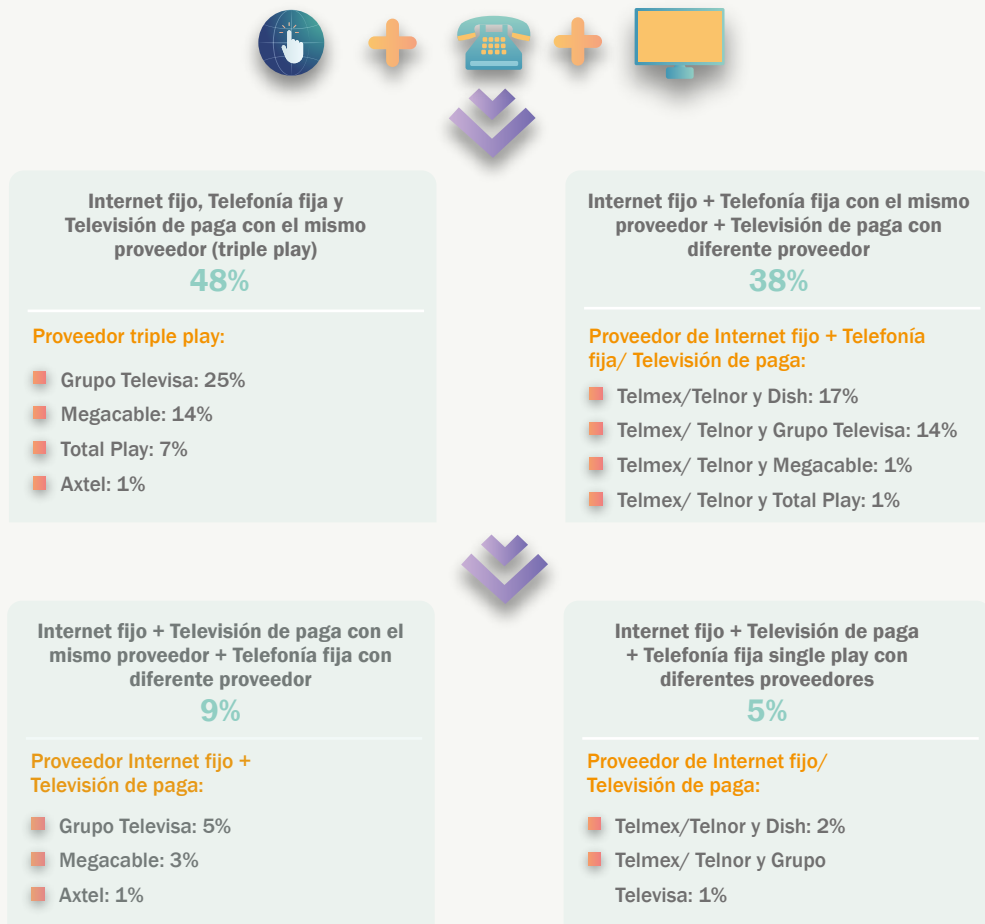 Internet fijo, Telefonía fija y
Televisión de paga con el mismo
proveedor (triple play)
48%
Proveedor triple play:
Grupo Televisa: 25%
Megacable: 14%
Total Play: 7%
Axtel: 1%
Internet fijo + Telefonía fija con el mismo
proveedor + Televisión de paga con
diferente proveedor
38%
Proveedor de Internet fijo + Telefonía
fija/ Televisión de paga:
Telmex/Telnor y Dish: 17%
Telmex/ Telnor y Grupo Televisa: 14%
Telmex/ Telnor y Megacable: 1%
Telmex/ Telnor y Total Play: 1%
Internet fijo + Televisión de paga con el
mismo proveedor + Telefonía fija con
diferente proveedor
9%
Proveedor Internet fijo +
Televisión de paga:
Grupo Televisa: 5%
Megacable: 3%
Axtel: 1%
Internet fijo + Televisión de paga
+ Telefonía fija single play con
diferentes proveedores
5%
Proveedor de Internet fijo/
Televisión de paga:
Telmex/Telnor y Dish: 2%
Telmex/ Telnor y Grupo
Televisa: 1%